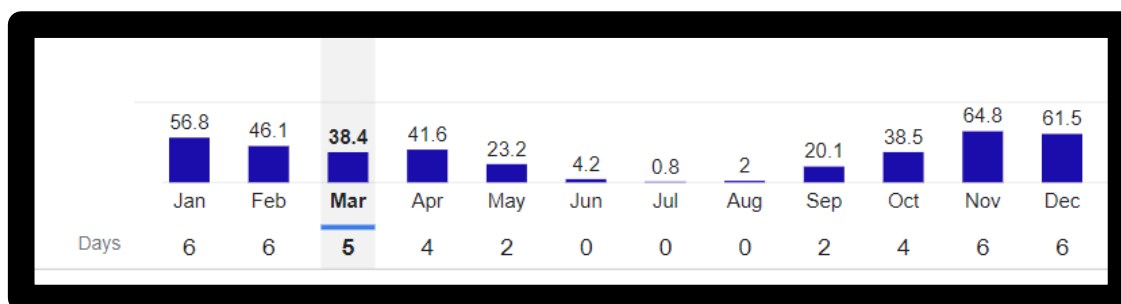 56.8 46.1 38.4 41.6 23.2 4.2 0.8 2 20.1 38.5 64.8 61.5
Jan Feb Mar Apr May Jun Jul Aug Sep Oct Nov Dec
Days 6 6 5 4 2 0 0 0 2 4 6 6